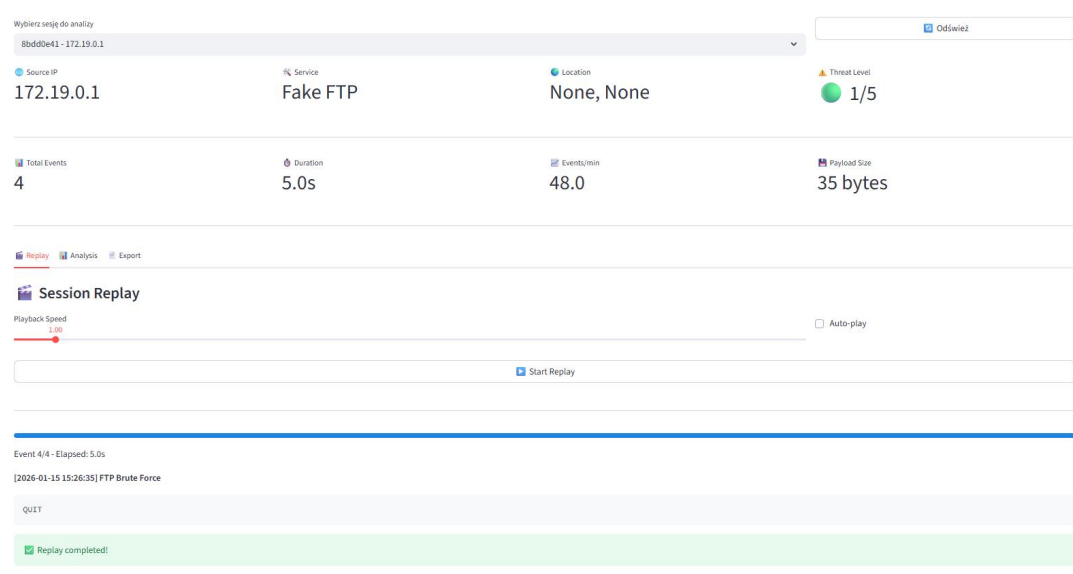 Wybierz sesję do analizy
8bdd0e41 - 172.19.0.1
Odśwież
Source IP
172.19.0.1
Service
Fake FTP
Location
None, None
Threat Level
1/5
Total Events
4
Duration
5.0s
Events/min
48.0
Payload Size
35 bytes
Replay
Analysis
Export
Session Replay
Playback Speed
1.00
Auto-play
Start Replay
Event 4/4 - Elapsed: 5.0s
[2026-01-15 15:26:35] FTP Brute Force
QUIT
Replay completed!